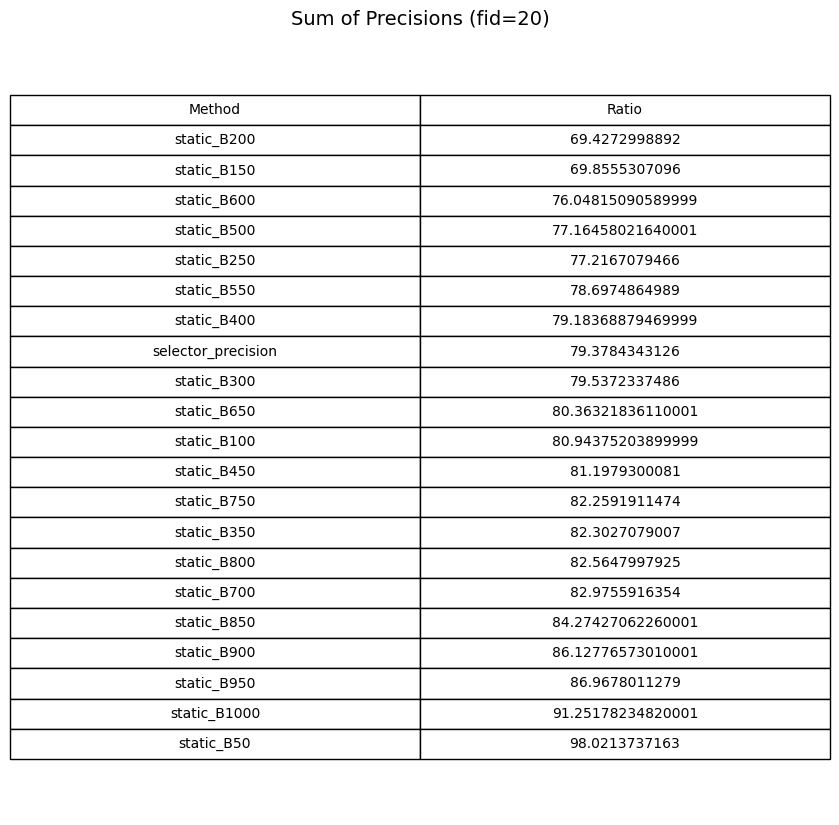 Sum of Precisions (fid=20)
Method Ratio
static_B200 69.4272998892
static_B150 69.8555307096
static_B600 76.04815090589999
static_B500 77.16458021640001
static_B250 77.2167079466
static_B550 78.6974864989
static_B400 79.18368879469999
selector_precision 79.3784343126
static_B300 79.5372337486
static_B650 80.36321836110001
static_B100 80.94375203899999
static_B450 81.1979300081
static_B750 82.2591911474
static_B350 82.3027079007
static_B800 82.5647997925
static_B700 82.9755916354
static_B850 84.27427062260001
static_B900 86.12776573010001
static_B950 86.9678011279
static_B1000 91.25178234820001
static_B50 98.0213737163